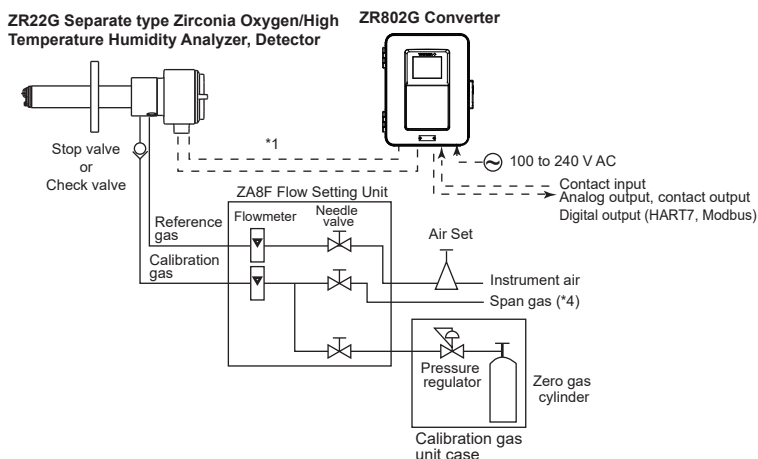 ZR22G Separate type Zirconia Oxygen/High
Temperature Humidity Analyzer, Detector
ZR802G Converter
Stop valve
or
Check valve
*1
100 to 240 V AC
Contact input
Analog output, contact output
Digital output (HART7, Modbus)
ZA8F Flow Setting Unit
Reference
gas
Flowmeter
Needle
valve
Air Set
Calibration
gas
Instrument air
Span gas (*4)
Pressure
regulator
Zero gas
cylinder
Calibration gas
unit case